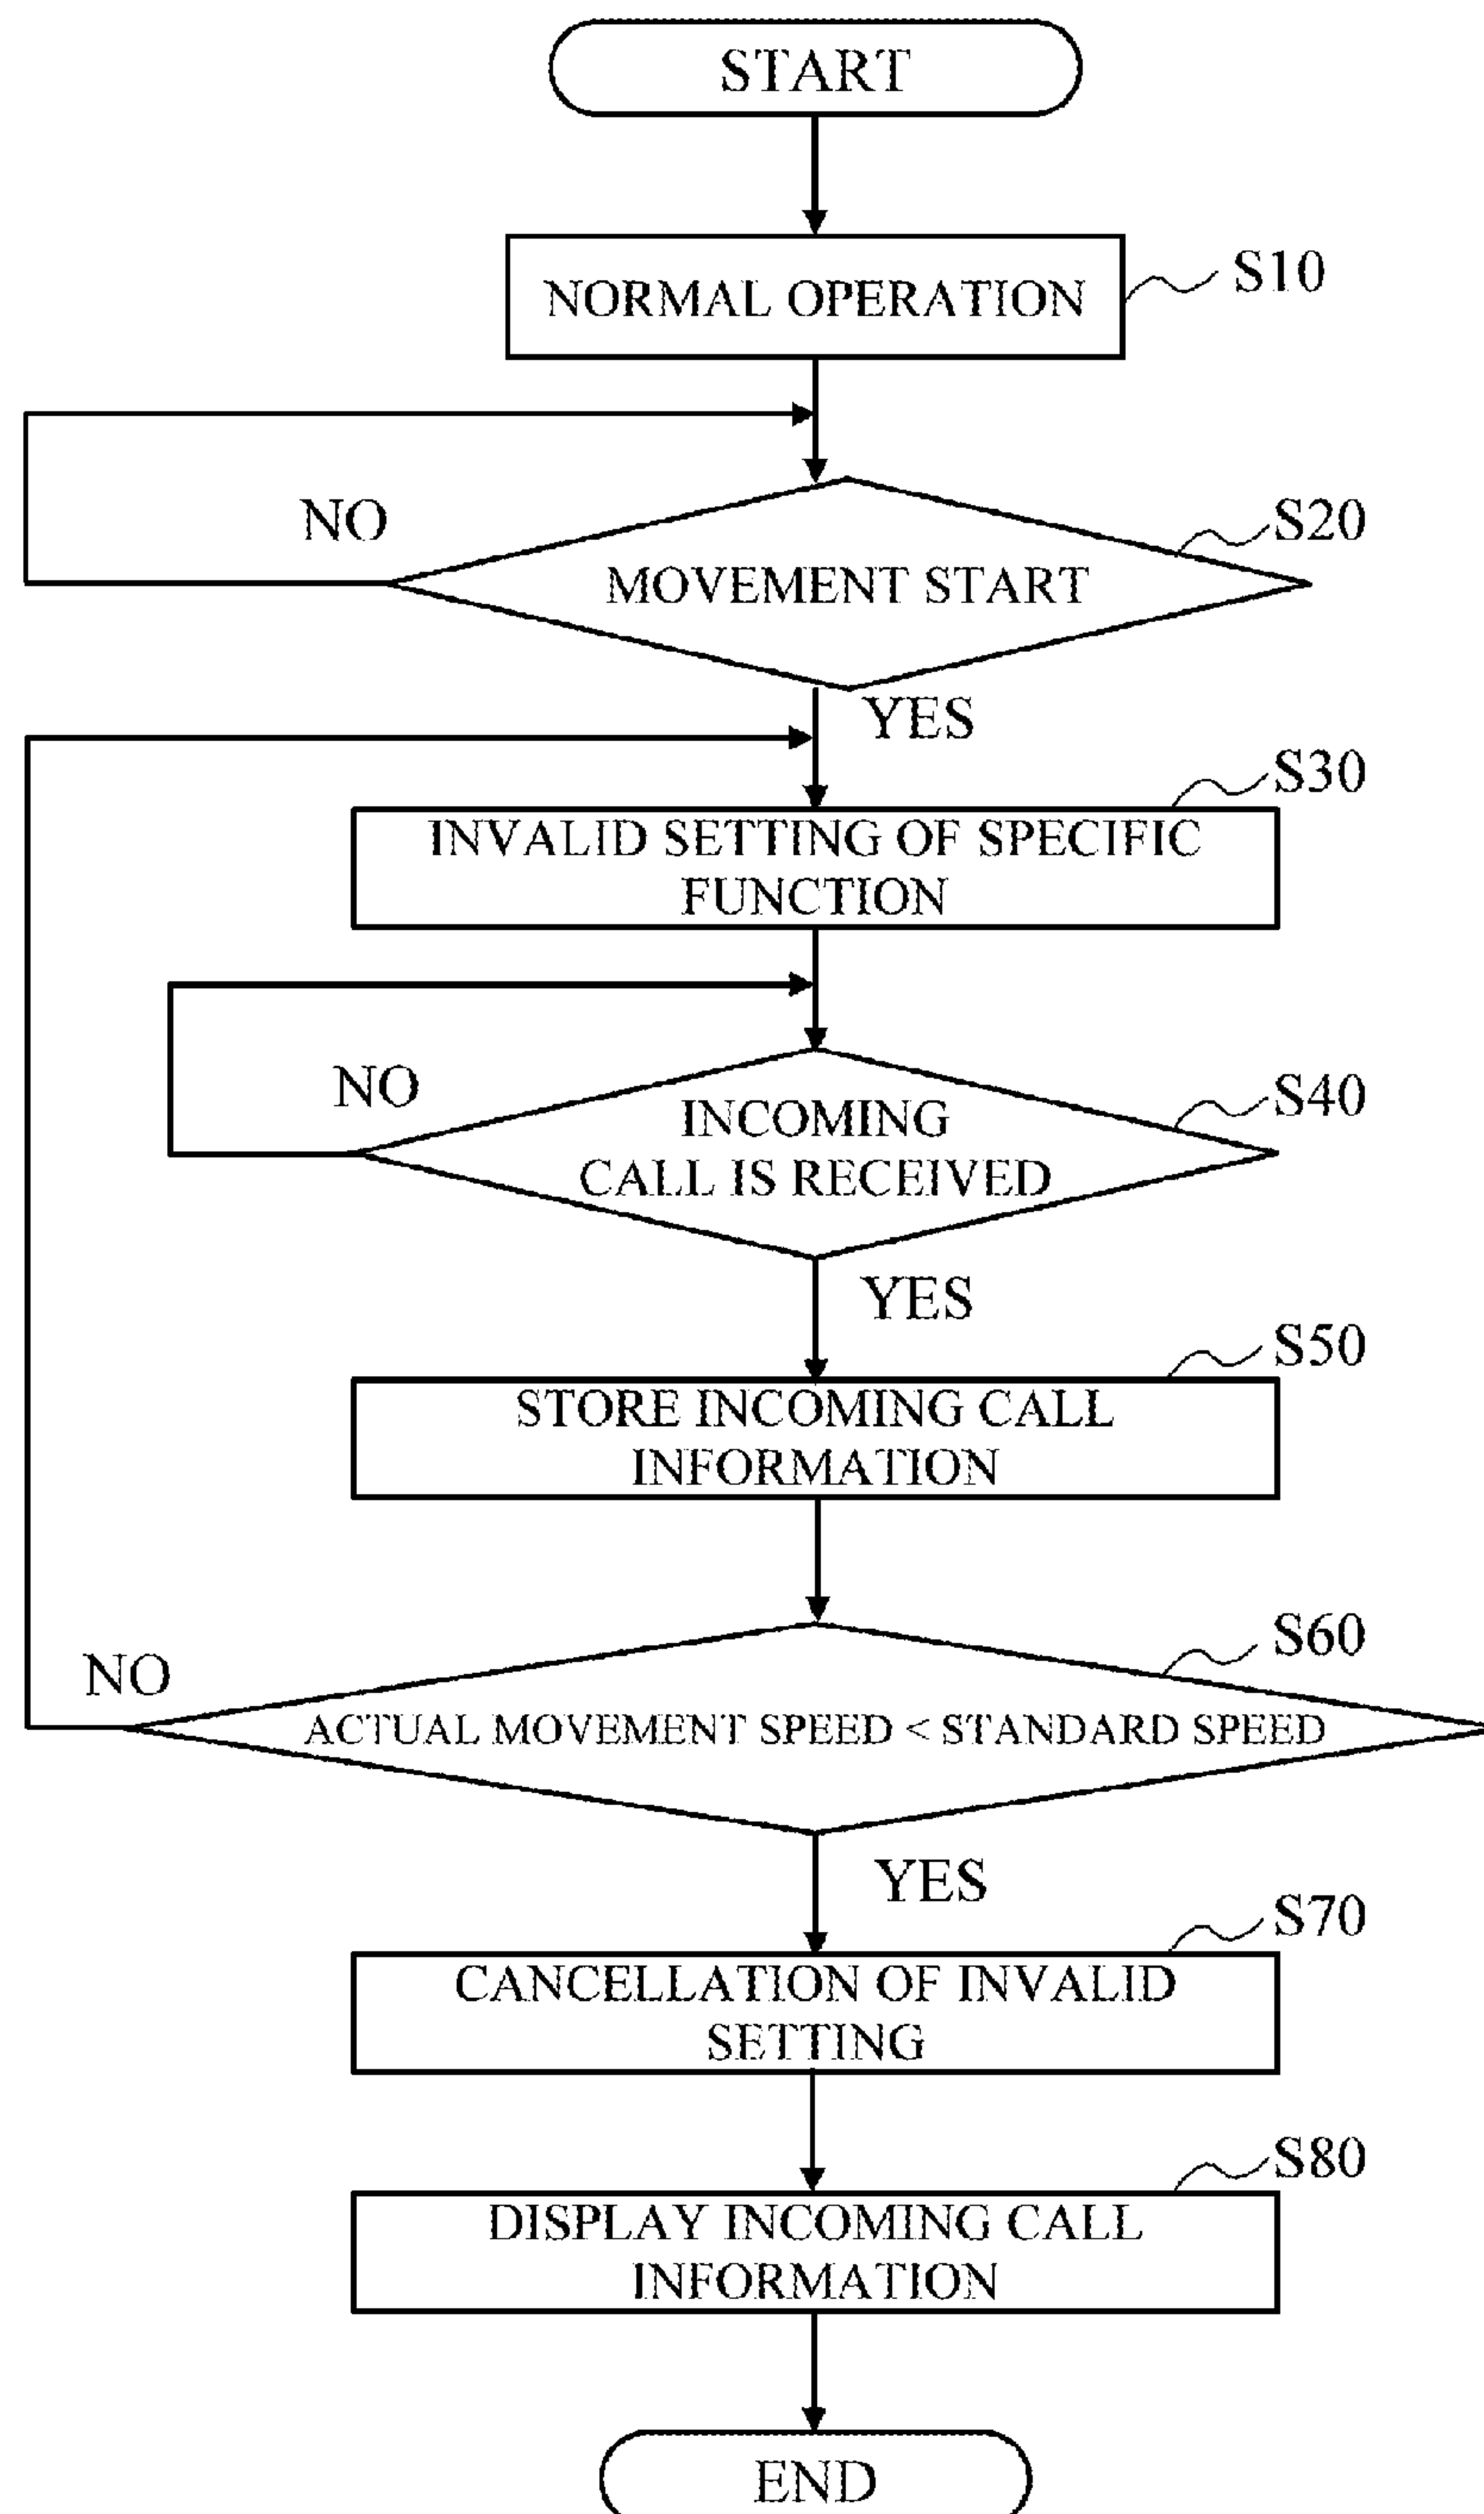 START
NORMAL OPERATION
S10
NO
S20
MOVEMENT START
YES
S30
INVALID SETTING OF SPECIFIC
FUNCTION
NO
S40
INCOMING
CALL IS RECEIVED
YES
S50
STORE INCOMING CALL
INFORMATION
S60
NO
ACTUAL MOVEMENT SPEED < STANDARD SPEED
YES
S70
CANCELLATION OF INVALID
SETTING
S80
DISPLAY INCOMING CALL
INFORMATION
END